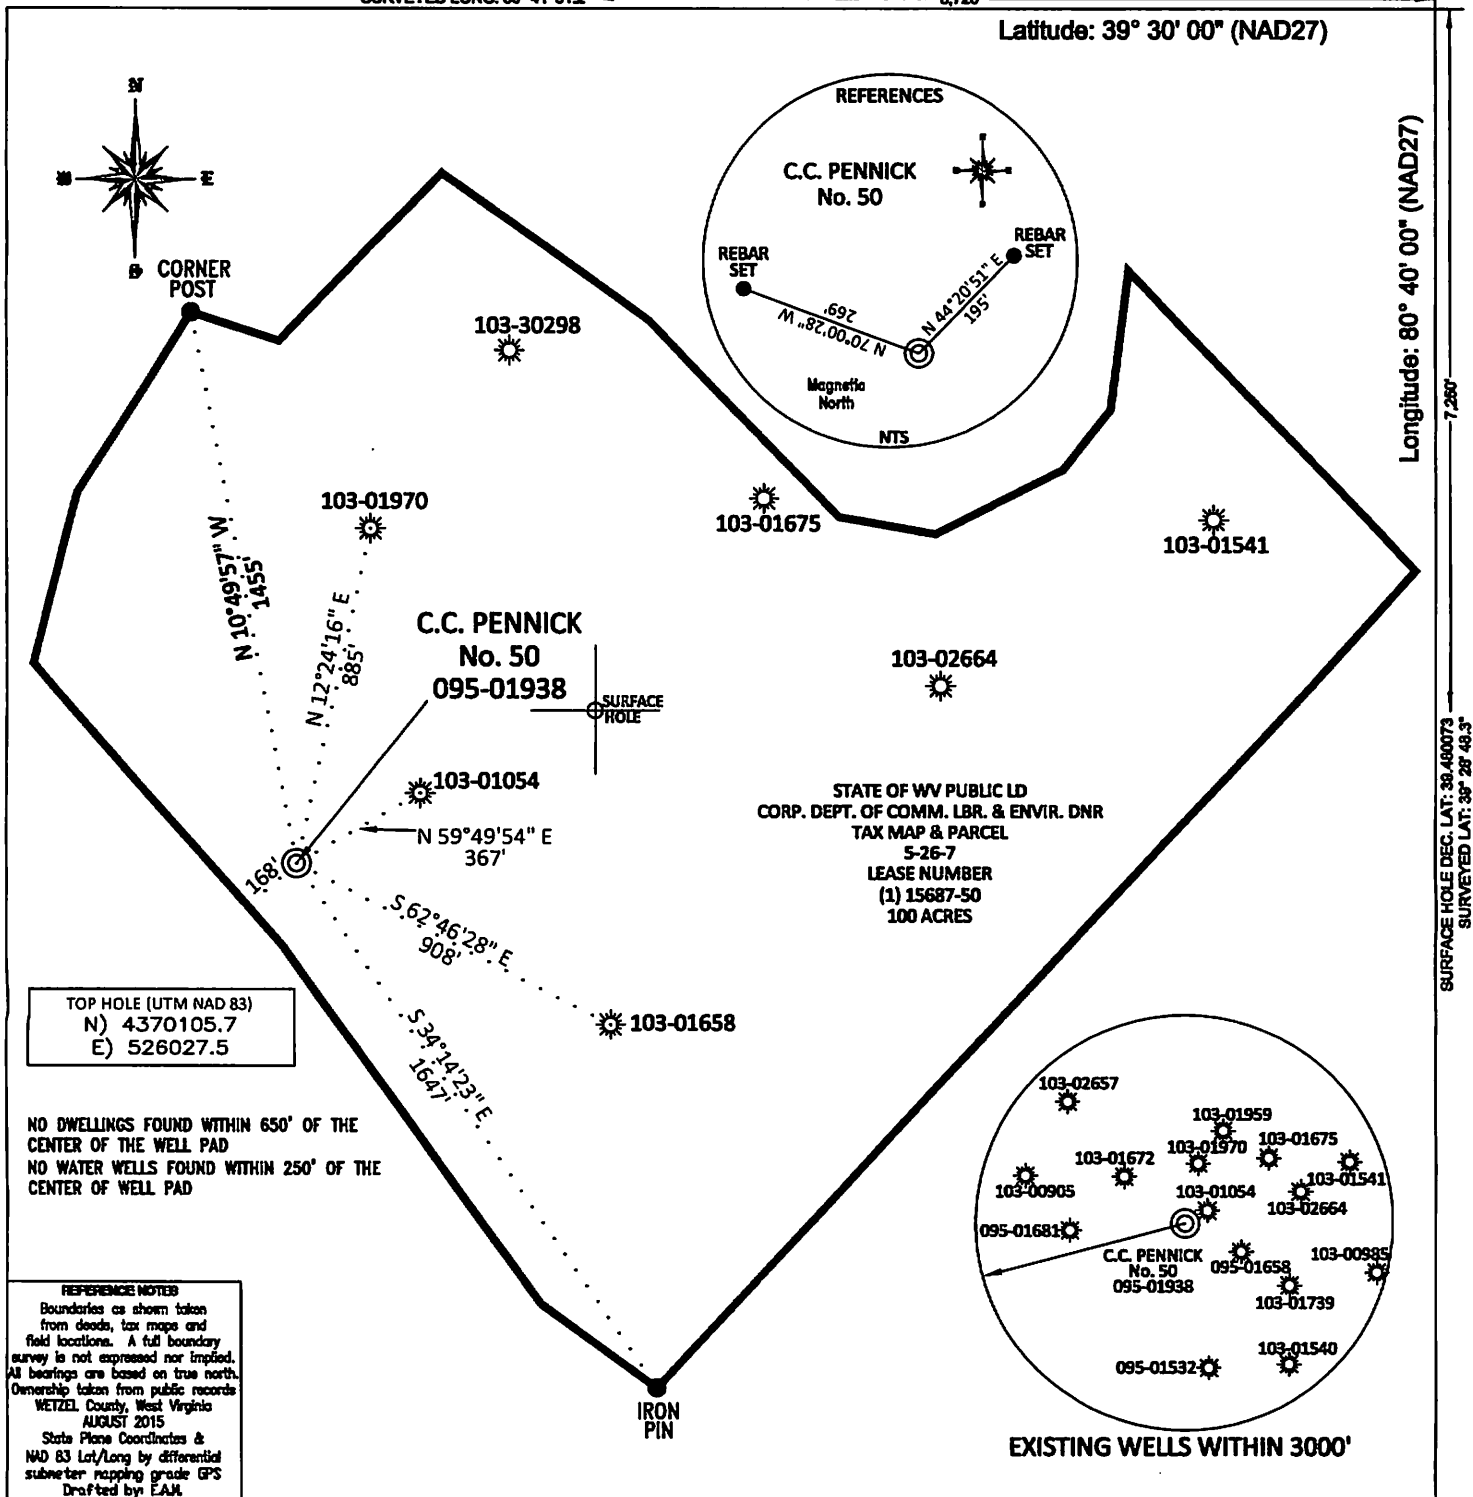 Latitude: 39° 30' 00" (NAD27)
Longitude: 80° 40' 00" (NAD27)
7,260'
SURFACE HOLE DEC. LAT: 39.480073
SURVEYED LAT: 39° 28' 48.3"
N
E
REFERENCES
C.C. PENNICK
No. 50
REBAR
SET
REBAR
SET
N 44°20'51" E
195'
269'
N 70°00'28" W
Magnetic
North
NTS
CORNER
POST
103-30298
103-01970
103-01675
103-01541
N 10°49'57" W
1455'
N 12°24'16" E
885'
C.C. PENNICK
No. 50
095-01938
SURFACE
HOLE
103-02664
103-01054
N 59°49'54" E
367'
168'
STATE OF WV PUBLIC LD
CORP. DEPT. OF COMM. LBR. & ENVIR. DNR
TAX MAP & PARCEL
5-26-7
LEASE NUMBER
(1) 15687-50
100 ACRES
S 62°46'28" E
908'
103-01658
S 34°14'23" E
1647'
TOP HOLE (UTM NAD 83)
N) 4370105.7
E) 526027.5
NO DWELLINGS FOUND WITHIN 650' OF THE
CENTER OF THE WELL PAD
NO WATER WELLS FOUND WITHIN 250' OF THE
CENTER OF WELL PAD
REFERENCE NOTES
Boundaries as shown taken
from deeds, tax maps and
field locations. A full boundary
survey is not expressed nor implied.
All bearings are based on true north.
Ownership taken from public records
WETZEL County, West Virginia
AUGUST 2015
State Plane Coordinates &
NAD 83 Lat/Long by differential
submeter mapping grade GPS
Drafted by: E.A.M.
IRON
PIN
103-02657
103-01959
103-01970
103-01675
103-01672
103-01541
103-00905
103-01054
103-02664
095-01681
C.C. PENNICK
No. 50
095-01938
095-01658
103-00985
103-01739
103-01540
095-01532
EXISTING WELLS WITHIN 3000'